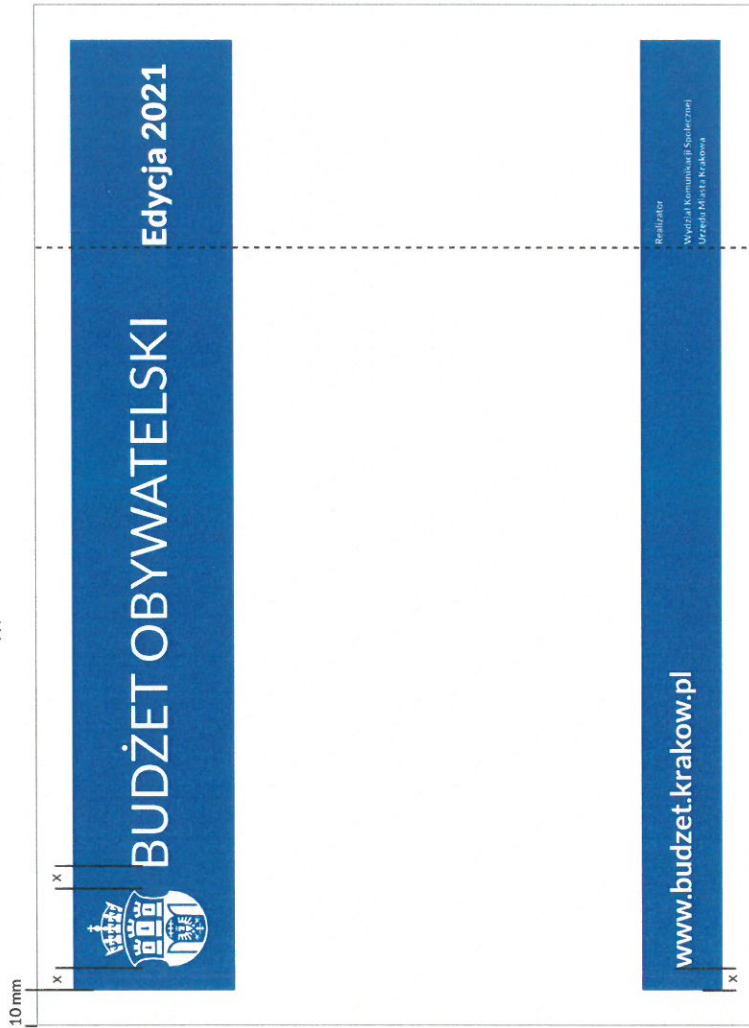 10 mm
x
x
BUDŻET OBYWATELSKI
Edycja 2021
x
www.budzet.krakow.pl
Realizator
Wydział Komunikacji Społecznej
Urzędu Miasta Krakowa